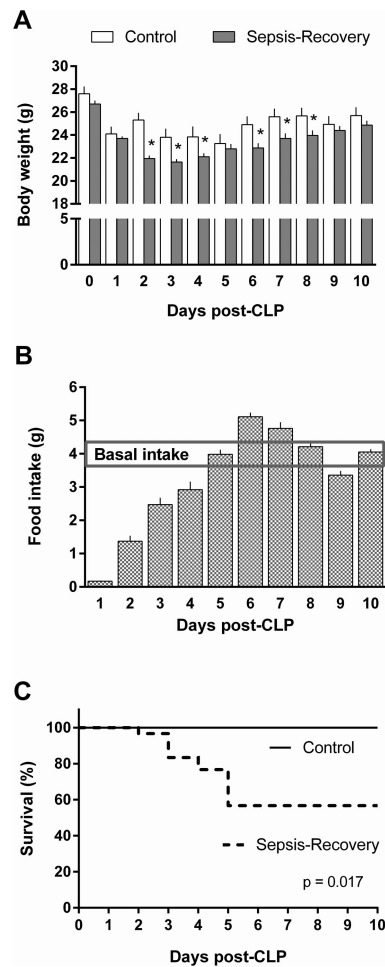 A
Control Sepsis-Recovery
Body weight (g)
30
28
26
24
22
20
18
5
0
* * * * * *
0 1 2 3 4 5 6 7 8 9 10
Days post-CLP
B
Food intake (g)
6
5
4
3
2
1
0
Basal intake
1 2 3 4 5 6 7 8 9 10
Days post-CLP
C
Survival (%)
100
80
60
40
20
0
Control
Sepsis-Recovery
p = 0.017
0 1 2 3 4 5 6 7 8 9 10
Days post-CLP